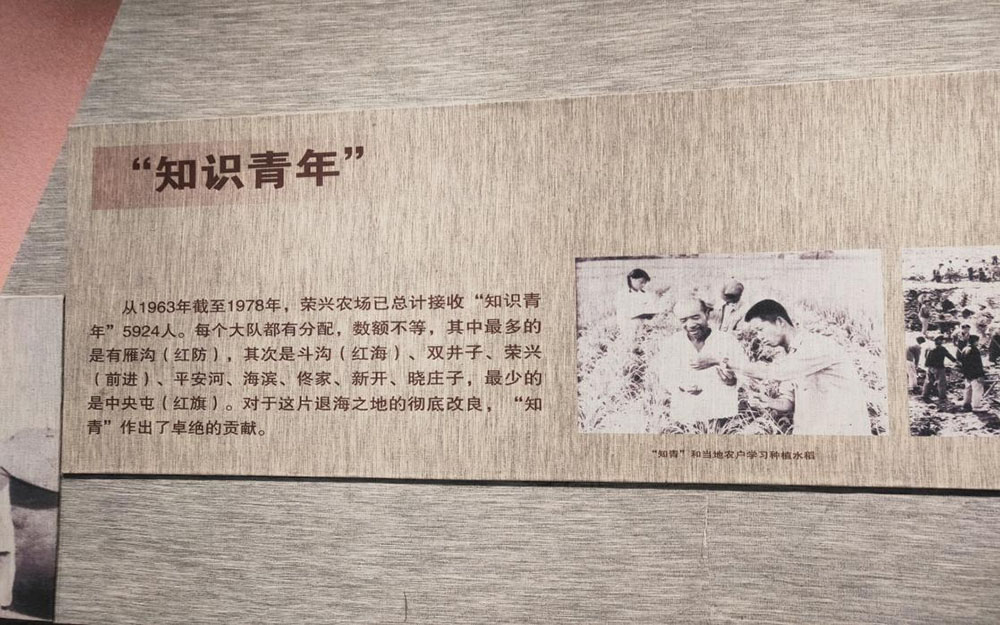 “知识青年”
从1963年截至1978年，荣兴农场已总计接收“知识青
年”5924人。每个大队都有分配，数额不等，其中最多的
是有雁沟（红防），其次是斗沟（红海）、双井子、荣兴
（前进）、平安河、海滨、佟家、新开、晓庄子，最少的
是中央屯（红旗）。对于这片退海之地的彻底改良，“知
青”作出了卓绝的贡献。
“知青”和当地农户学习种植水稻